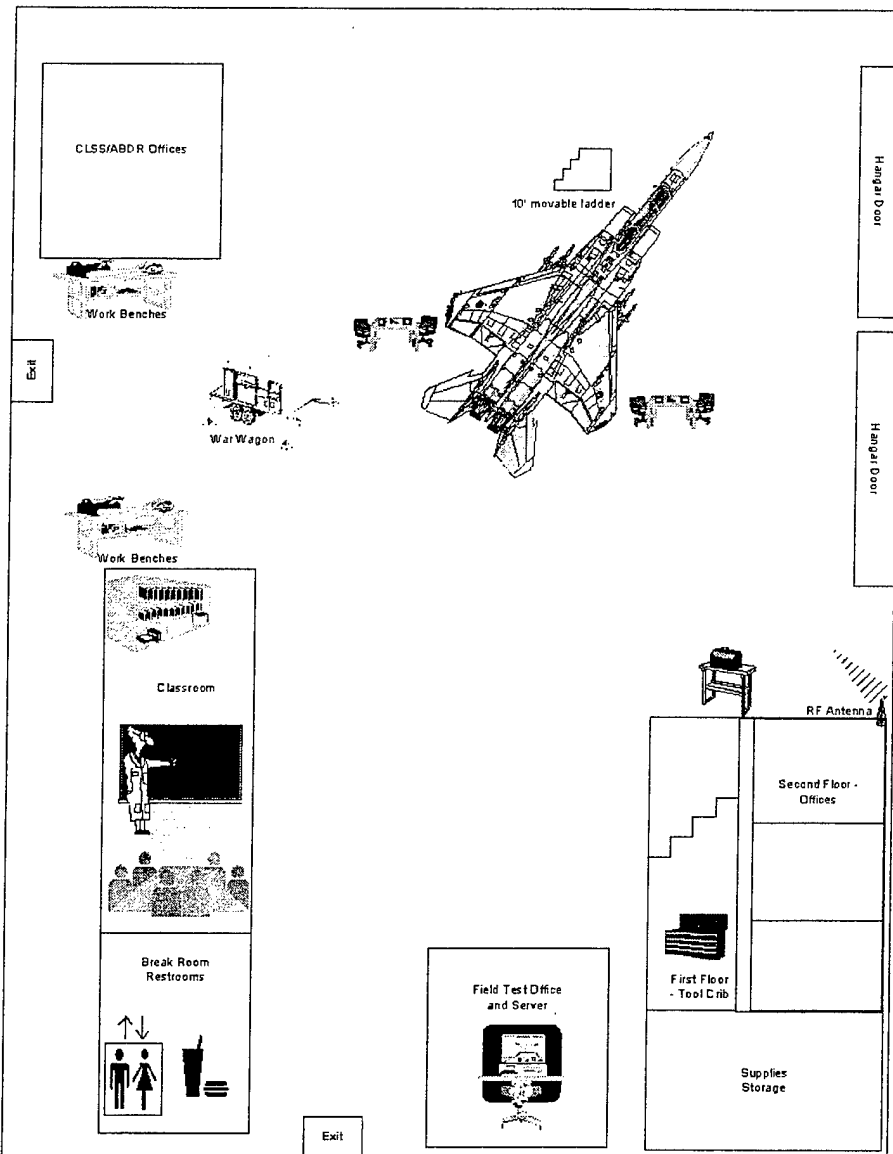 CLSS/ABDR Offices
10' movable ladder
Hangar Door
Work Benches
Exit
War Wagon
Hangar Door
Work Benches
Classroom
RF Antenna
Second Floor -
Offices
Break Room
Restrooms
Field Test Office
and Server
First Floor
- Tool Crib
Supplies
Storage
Exit